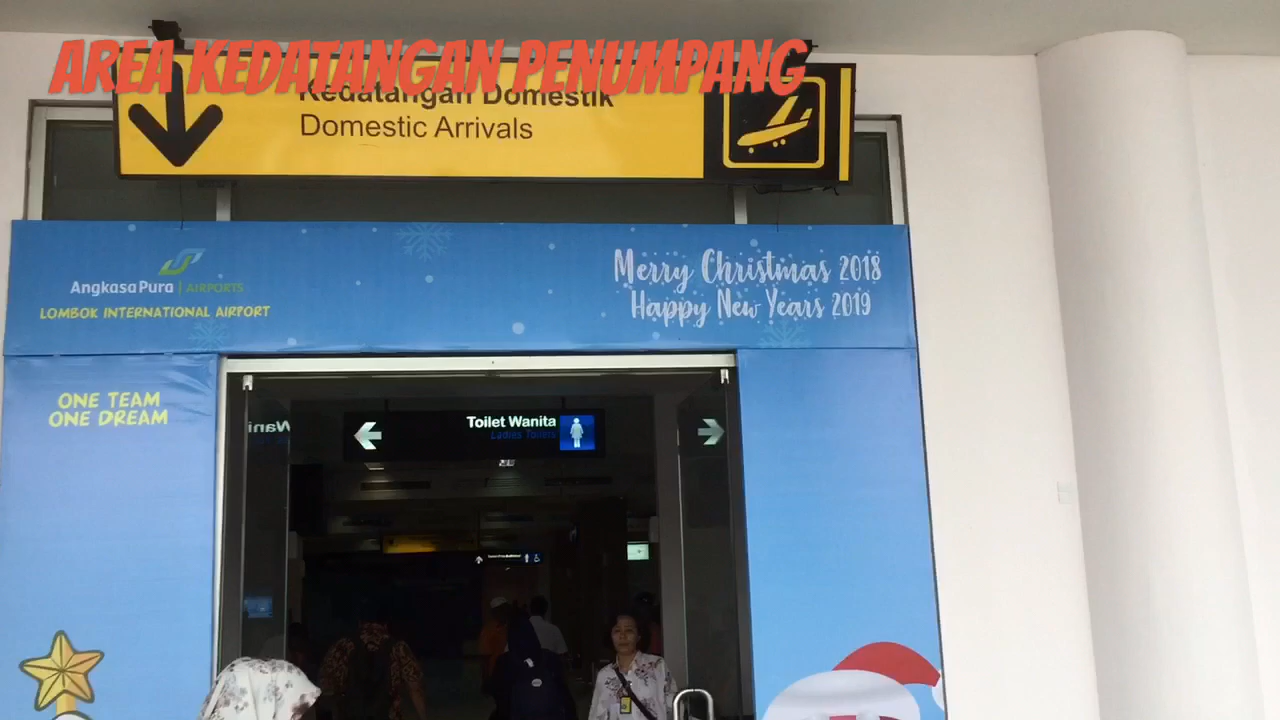 AREA KEDATANGAN PENUMPANG
Kedatangan Domestik
Domestic Arrivals
AngkasaPura | AIRPORTS
LOMBOK INTERNATIONAL AIRPORT
Merry Christmas 2018
Happy New Years 2019
ONE TEAM
ONE DREAM
Toilet Wanita
Ladies Toilets